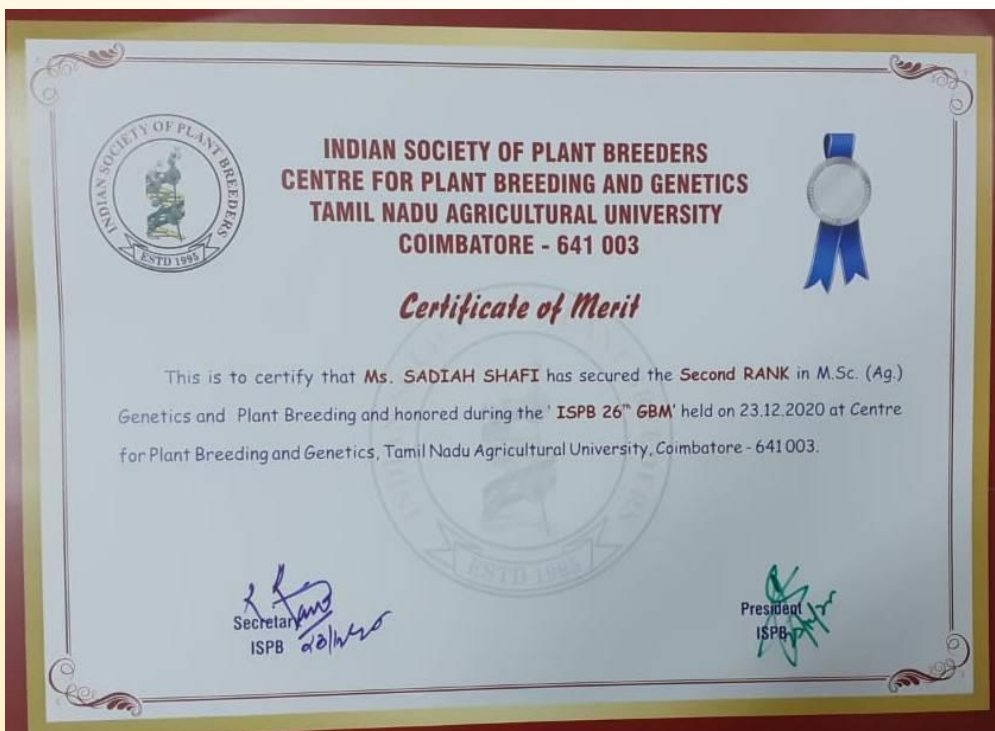 INDIAN SOCIETY OF PLANT BREEDERS
ESTD 1995
INDIAN SOCIETY OF PLANT BREEDERS
CENTRE FOR PLANT BREEDING AND GENETICS
TAMIL NADU AGRICULTURAL UNIVERSITY
COIMBATORE - 641 003
Certificate of Merit
This is to certify that Ms. SADIAH SHAFI has secured the Second RANK in M.Sc. (Ag.)
Genetics and Plant Breeding and honored during the ' ISPB 26th GBM' held on 23.12.2020 at Centre
for Plant Breeding and Genetics, Tamil Nadu Agricultural University, Coimbatore - 641003.
ESTD 1995
Secretary
ISPB
President
ISPB